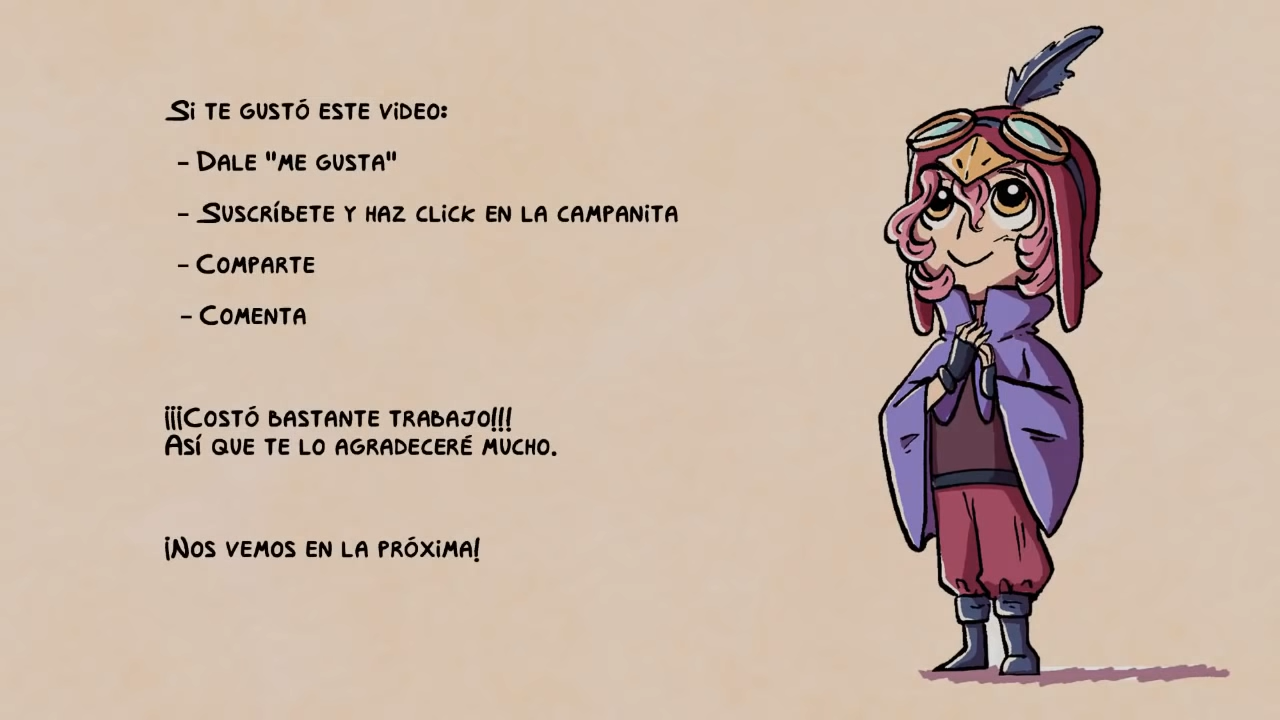 Si te gustó este video:
- Dale "me gusta"
- Suscríbete y haz click en la campanita
- Comparte
- Comenta
¡¡¡Costó bastante trabajo!!!
Así que te lo agradeceré mucho.
¡Nos vemos en la próxima!